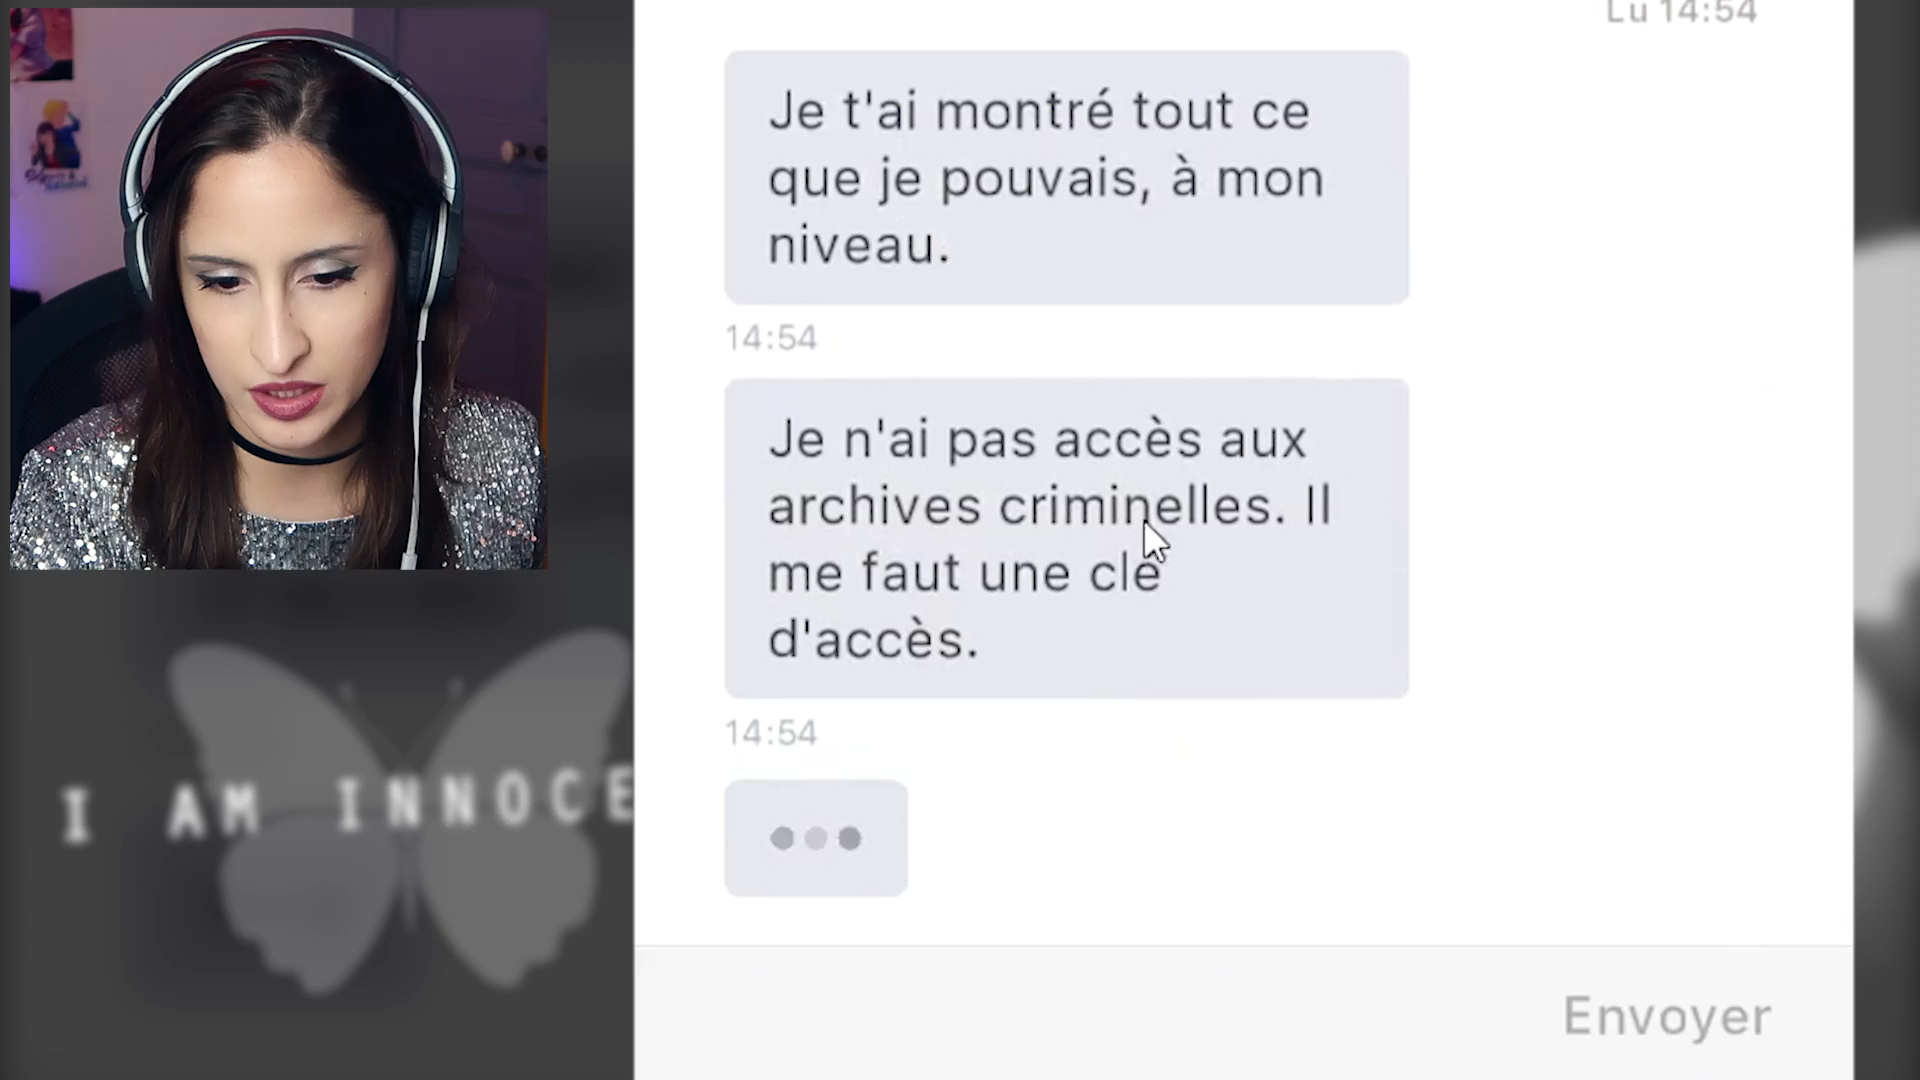 Lu 14:54
Je t'ai montré tout ce
que je pouvais, à mon
niveau.
14:54
Je n'ai pas accès aux
archives criminelles. Il
me faut une clé
d'accès.
14:54
I AM INNOCE
Envoyer